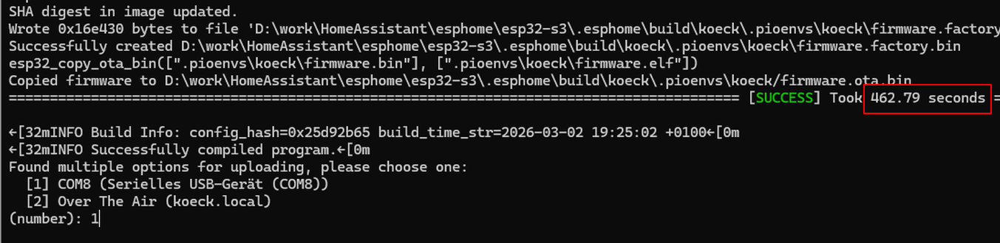 SHA digest in image updated.
Wrote 0x16e430 bytes to file 'D:\work\HomeAssistant\esphome\esp32-s3\.esphome\build\koeck\.pioenvs\koeck\firmware.factory
Successfully created D:\work\HomeAssistant\esphome\esp32-s3\.esphome\build\koeck\.pioenvs\koeck\firmware.factory.bin
esp32_copy_ota_bin([".pioenvs\koeck\firmware.bin"], [".pioenvs\koeck\firmware.elf"])
Copied firmware to D:\work\HomeAssistant\esphome\esp32-s3\.esphome\build\koeck\.pioenvs\koeck/firmware.ota.bin
========================================================================================= [SUCCESS] Took 462.79 seconds =
←[32mINFO Build Info: config_hash=0x25d92b65 build_time_str=2026-03-02 19:25:02 +0100←[0m
←[32mINFO Successfully compiled program.←[0m
Found multiple options for uploading, please choose one:
[1] COM8 (Serielles USB-Gerät (COM8))
[2] Over The Air (koeck.local)
(number): 1